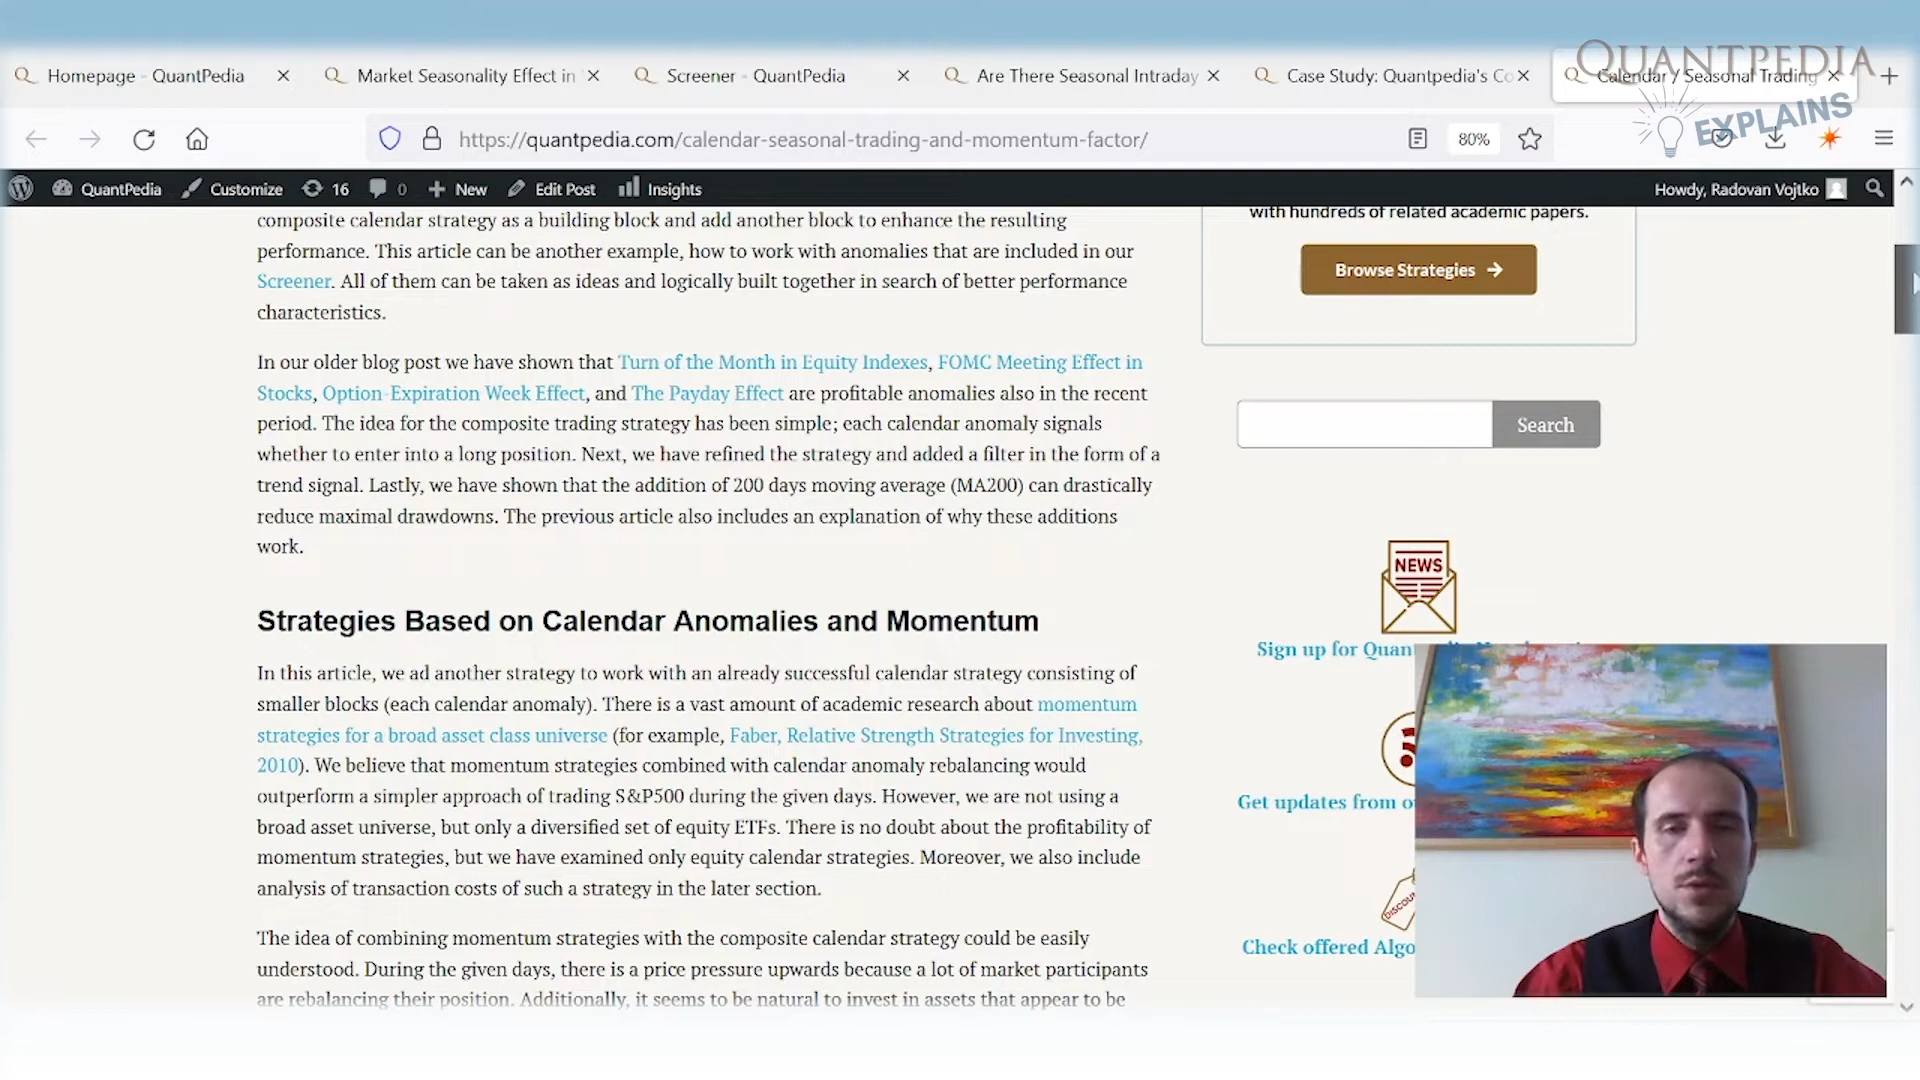 QUANTPEDIA
EXPLAINS
Homepage - QuantPedia
Market Seasonality Effect in
Screener - QuantPedia
Are There Seasonal Intraday
Case Study: Quantpedia's Co
Calendar / Seasonal Trading
https://quantpedia.com/calendar-seasonal-trading-and-momentum-factor/
80%
QuantPedia Customize 16 0 New Edit Post Insights Howdy, Radovan Vojtko
composite calendar strategy as a building block and add another block to enhance the resulting
performance. This article can be another example, how to work with anomalies that are included in our
Screener. All of them can be taken as ideas and logically built together in search of better performance
characteristics.
In our older blog post we have shown that Turn of the Month in Equity Indexes, FOMC Meeting Effect in
Stocks, Option-Expiration Week Effect, and The Payday Effect are profitable anomalies also in the recent
period. The idea for the composite trading strategy has been simple; each calendar anomaly signals
whether to enter into a long position. Next, we have refined the strategy and added a filter in the form of a
trend signal. Lastly, we have shown that the addition of 200 days moving average (MA200) can drastically
reduce maximal drawdowns. The previous article also includes an explanation of why these additions
work.
Strategies Based on Calendar Anomalies and Momentum
In this article, we ad another strategy to work with an already successful calendar strategy consisting of
smaller blocks (each calendar anomaly). There is a vast amount of academic research about momentum
strategies for a broad asset class universe (for example, Faber, Relative Strength Strategies for Investing,
2010). We believe that momentum strategies combined with calendar anomaly rebalancing would
outperform a simpler approach of trading S&P500 during the given days. However, we are not using a
broad asset universe, but only a diversified set of equity ETFs. There is no doubt about the profitability of
momentum strategies, but we have examined only equity calendar strategies. Moreover, we also include
analysis of transaction costs of such a strategy in the later section.
The idea of combining momentum strategies with the composite calendar strategy could be easily
understood. During the given days, there is a price pressure upwards because a lot of market participants
are rebalancing their position. Additionally, it seems to be natural to invest in assets that appear to be
with hundreds of related academic papers.
Browse Strategies
Search
NEWS
Sign up for Quan
Get updates from o
DISCOU
Check offered Algo